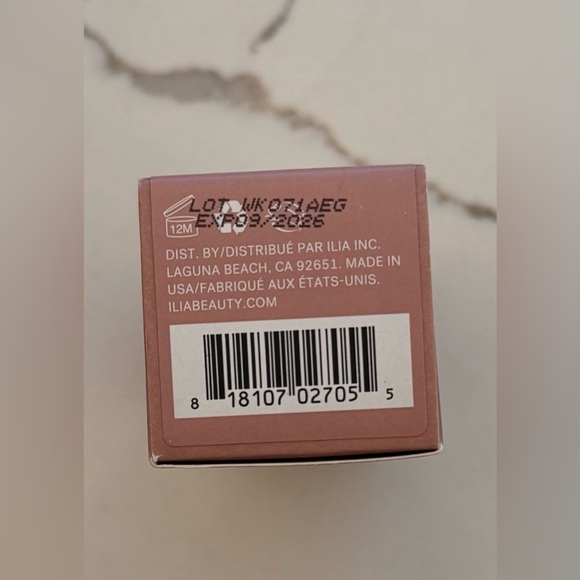 LOT WK071AEG
EXP09/2026
12M
DIST. BY/DISTRIBUÉ PAR ILIA INC.
LAGUNA BEACH, CA 92651. MADE IN
USA/FABRIQUÉ AUX ÉTATS-UNIS.
ILIABEAUTY.COM
8 18107 02705 5